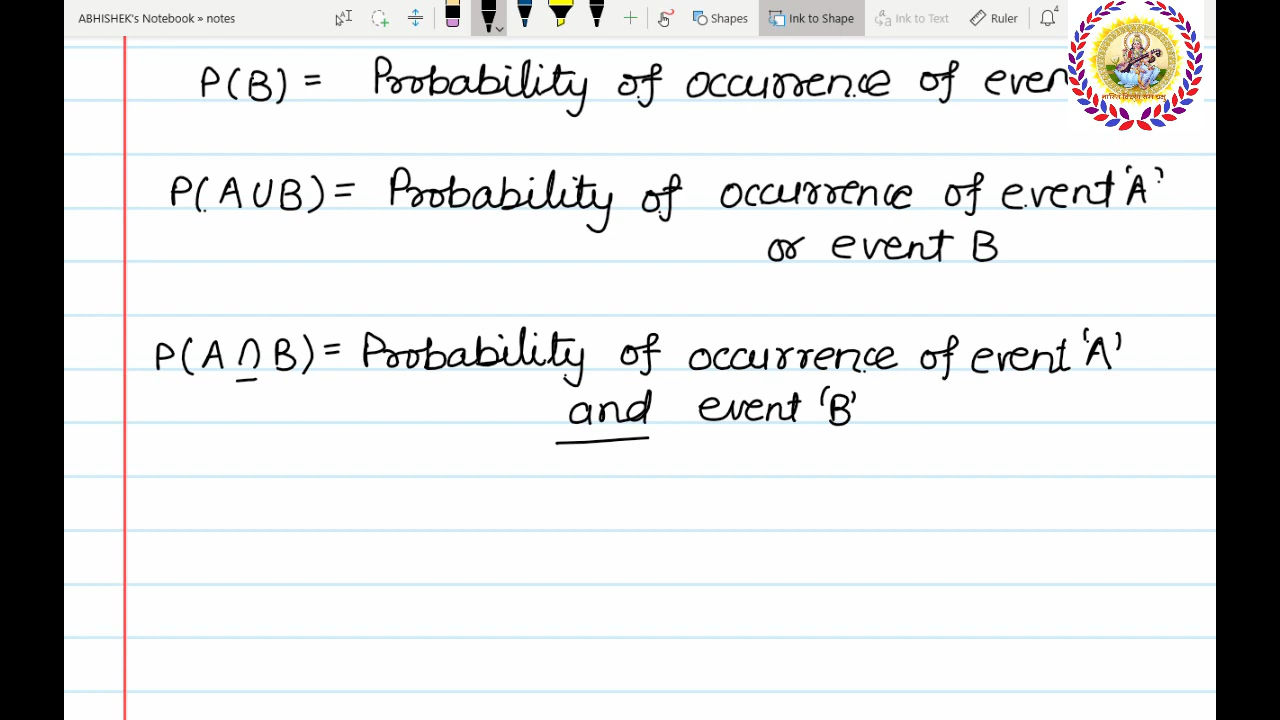 ABHISHEK's Notebook » notes
Shapes
Ink to Shape
Ink to Text
Ruler
4
P(B) = Probability of occurrence of even
P(A∪B) = Probability of occurrence of event 'A'
or event B
P(A∩B) = Probability of occurrence of event 'A'
and event 'B'